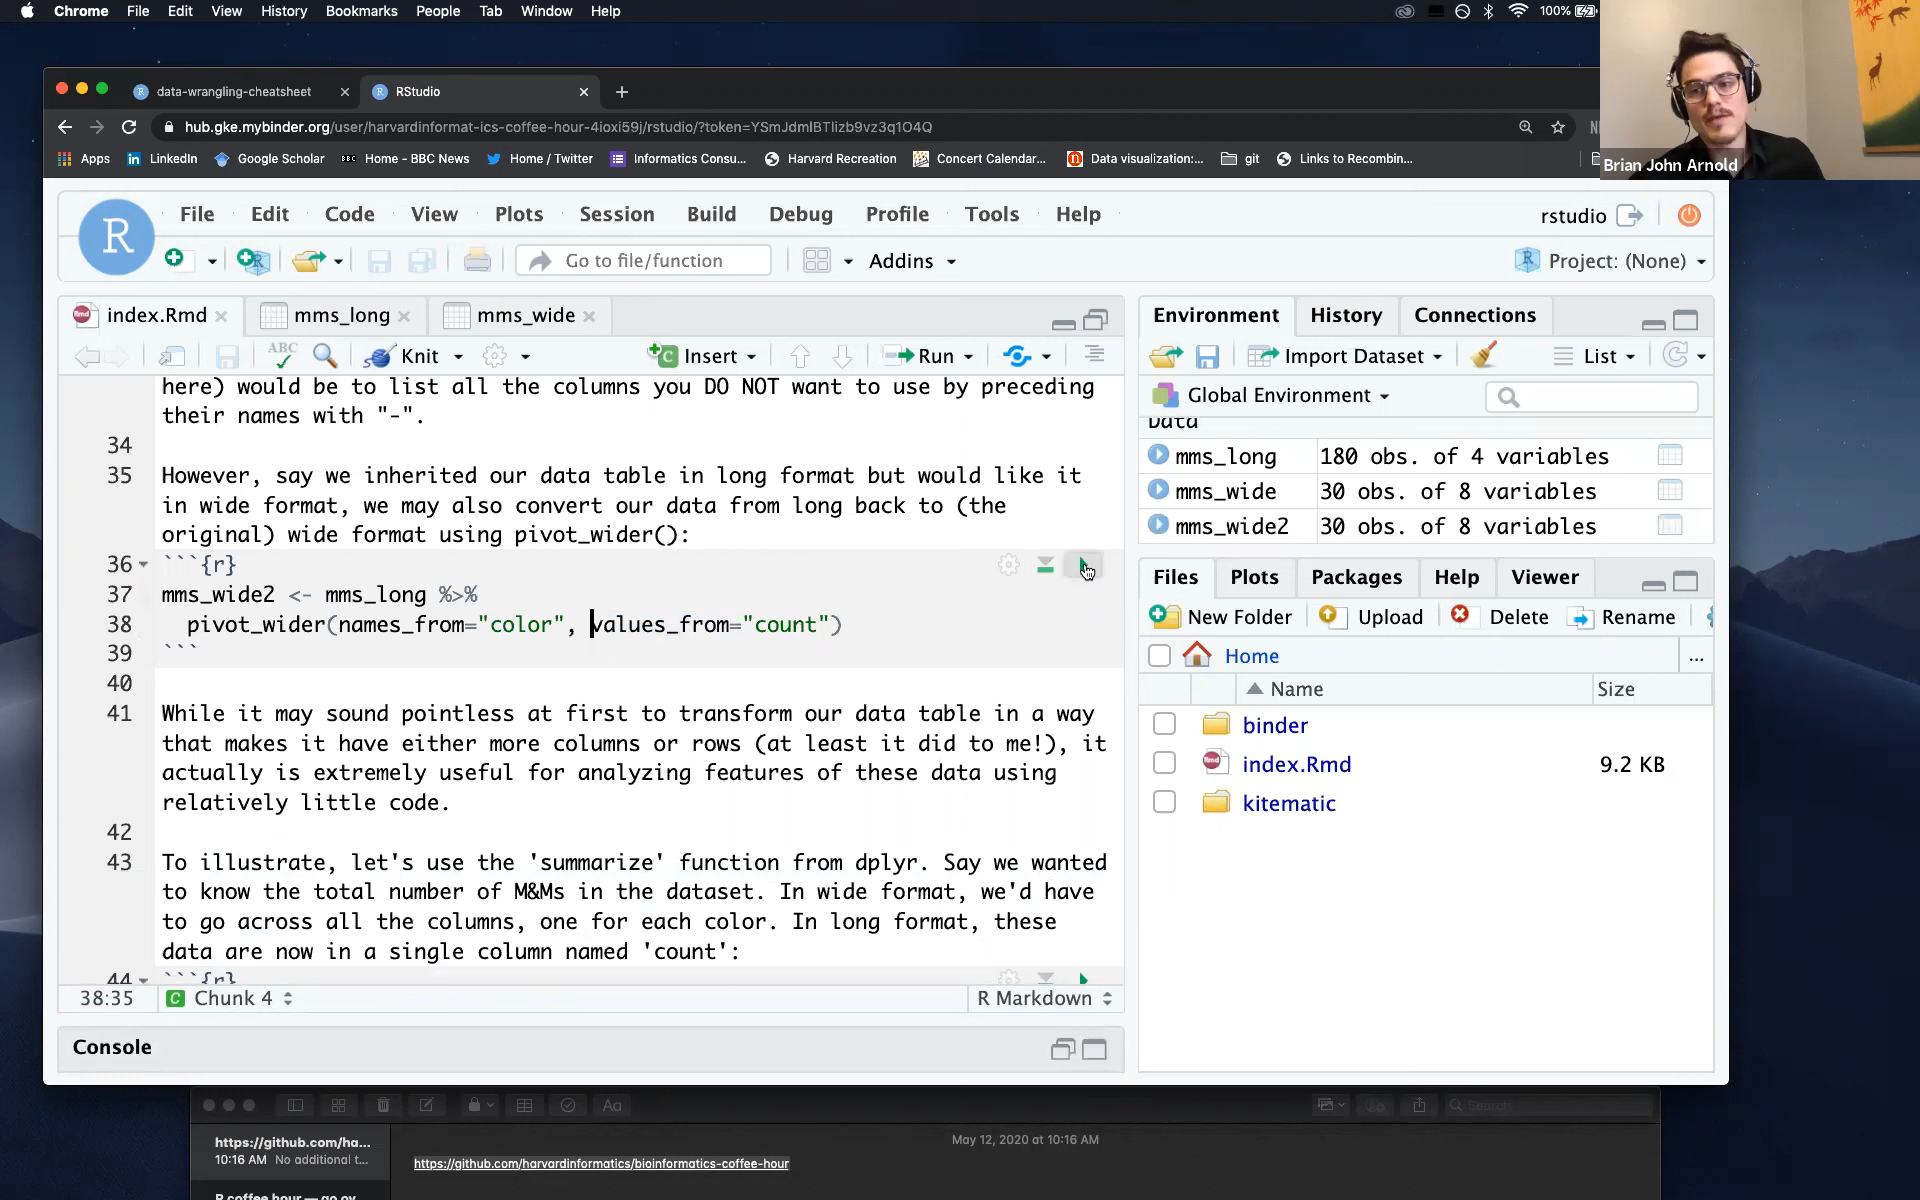 Chrome File Edit View History Bookmarks People Tab Window Help 100%
Brian John Arnold
data-wrangling-cheatsheet RStudio
hub.gke.mybinder.org/user/harvardinformat-ics-coffee-hour-4ioxi59j/rstudio/?token=YSmJdmlBTlizb9vz3q1O4Q
Apps LinkedIn Google Scholar Home - BBC News Home / Twitter Informatics Consu... Harvard Recreation Concert Calendar... Data visualization:... git Links to Recombin...
R File Edit Code View Plots Session Build Debug Profile Tools Help rstudio
Go to file/function Addins Project: (None)
index.Rmd mms_long mms_wide
ABC Knit Insert Run
here) would be to list all the columns you DO NOT want to use by preceding
their names with "-".
34
35 However, say we inherited our data table in long format but would like it
in wide format, we may also convert our data from long back to (the
original) wide format using pivot_wider():
36 ```{r}
37 mms_wide2 <- mms_long %>%
38 pivot_wider(names_from="color", values_from="count")
39 ```
40
41 While it may sound pointless at first to transform our data table in a way
that makes it have either more columns or rows (at least it did to me!), it
actually is extremely useful for analyzing features of these data using
relatively little code.
42
43 To illustrate, let's use the 'summarize' function from dplyr. Say we wanted
to know the total number of M&Ms in the dataset. In wide format, we'd have
to go across all the columns, one for each color. In long format, these
data are now in a single column named 'count':
44 ```{r}
38:35 Chunk 4 R Markdown
Console
Environment History Connections
Import Dataset List
Global Environment
Data
mms_long 180 obs. of 4 variables
mms_wide 30 obs. of 8 variables
mms_wide2 30 obs. of 8 variables
Files Plots Packages Help Viewer
New Folder Upload Delete Rename
Home ...
Name Size
binder
index.Rmd 9.2 KB
kitematic
Aa Search
https://github.com/ha...
10:16 AM No additional t...
R coffee hour — go ov
May 12, 2020 at 10:16 AM
https://github.com/harvardinformatics/bioinformatics-coffee-hour